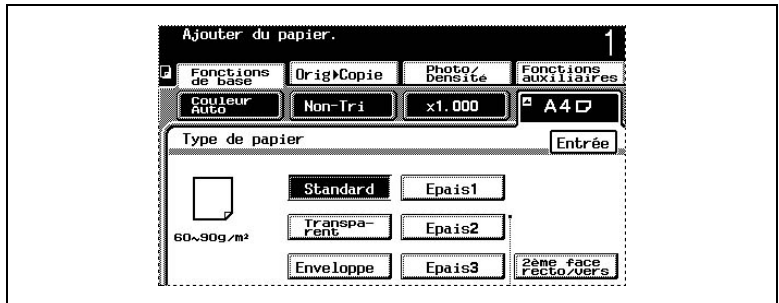 Ajouter du papier. 1
Fonctions de base Orig▸Copie Photo/Densité Fonctions auxiliaires
Couleur Auto Non-Tri x1.000 A4
Type de papier Entrée
Standard Epais1
60~90g/m² Transpa-rent Epais2
Enveloppe Epais3 2ème face recto/vers